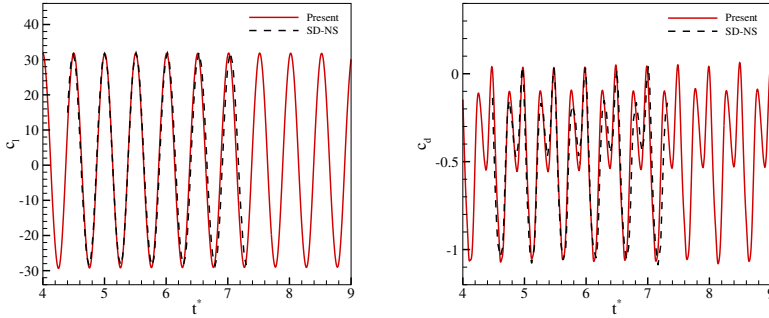 Present
SD-NS
40
30
20
10
0
-10
-20
-30
c_l
4 5 6 7 8 9
t*
Present
SD-NS
0
-0.5
-1
c_d
4 5 6 7 8 9
t*